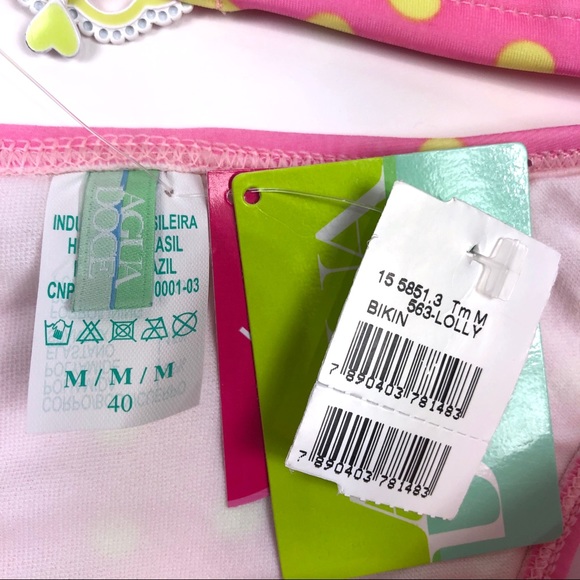 INDU SILEIRA
ASIL
AZIL
CNP 0001-03
AGUA
DOCE
M / M / M
40
15 5851.3 Tm M
563-LOLLY
BIKIN
7 890403 781483
7 890403 781483